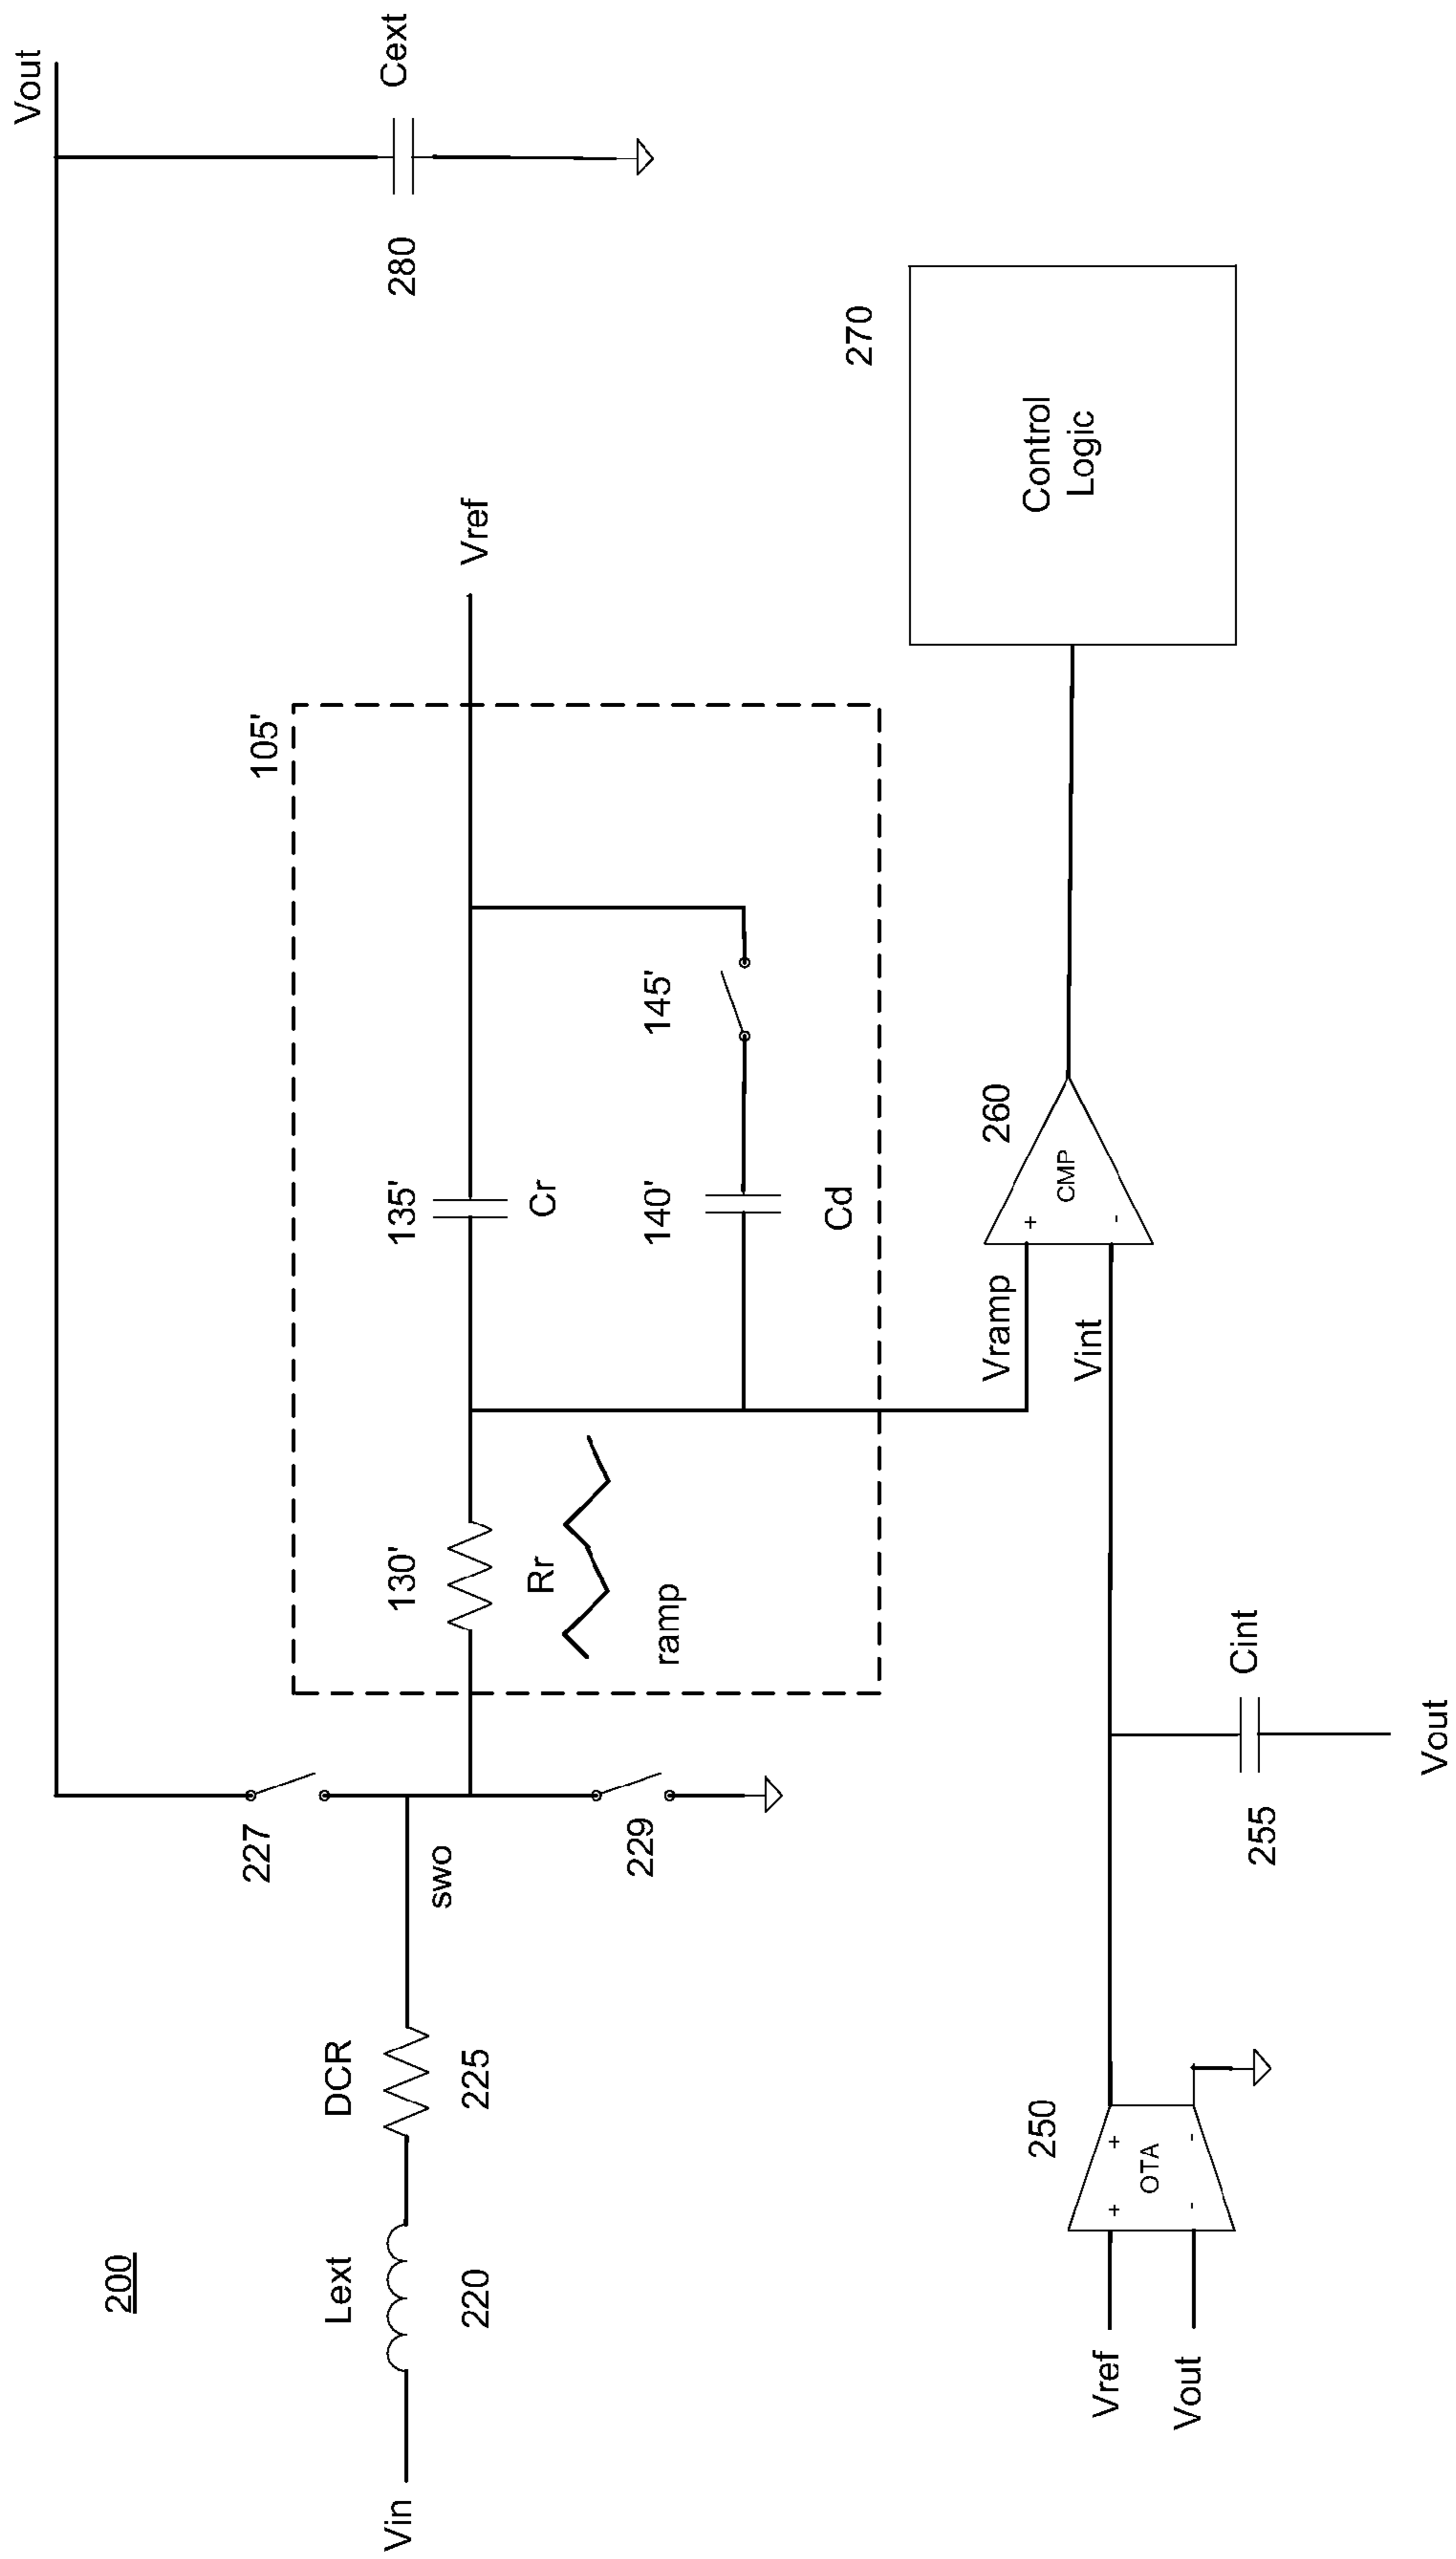 200
Vout
Cext
280
Vin
Lext
220
DCR
225
swo
227
229
105'
130'
Rr
ramp
135'
Cr
140'
Cd
145'
Vref
Vref
Vout
250
+
-
OTA
+
-
255
Cint
Vout
Vramp
Vint
260
+
-
CMP
270
Control
Logic